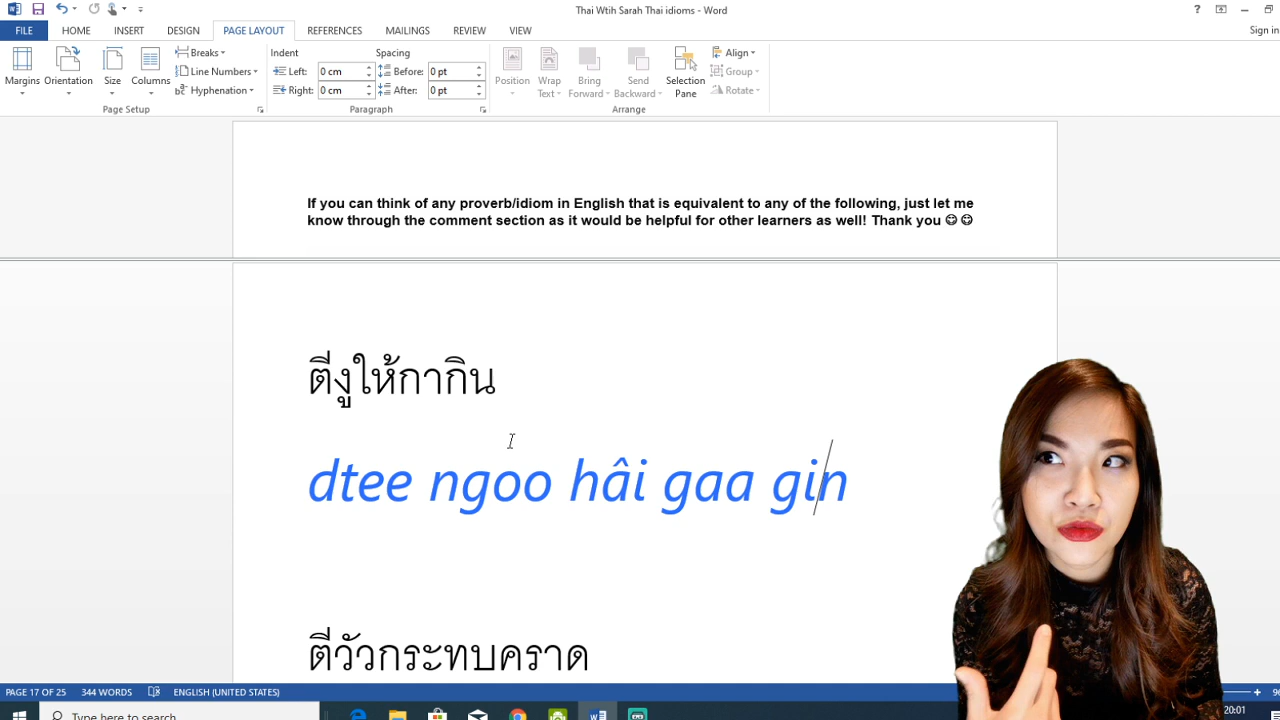 Thai Wtih Sarah Thai idioms - Word
?
Sign in
FILE HOME INSERT DESIGN PAGE LAYOUT REFERENCES MAILINGS REVIEW VIEW
Margins Orientation Size Columns
Breaks
Line Numbers
Hyphenation
Page Setup
Indent Spacing
Left: 0 cm Before: 0 pt
Right: 0 cm After: 0 pt
Paragraph
Position Wrap Text Bring Forward Send Backward Selection Pane
Align
Group
Rotate
Arrange
If you can think of any proverb/idiom in English that is equivalent to any of the following, just let me
know through the comment section as it would be helpful for other learners as well! Thank you 😊 😊
ตีงูให้กากิน
dtee ngoo hâi gaa gin
ตีวัวกระทบคราด
PAGE 17 OF 25 344 WORDS ENGLISH (UNITED STATES)
Type here to search
20:01